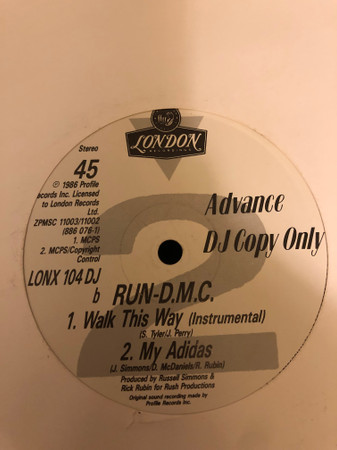 LONDON
RECORDINGS
Stereo
45
℗ 1986 Profile
Records Inc. Licensed
to London Records
Ltd.
ZPMSC 11003/11002
(886 076-1)
1. MCPS
2. MCPS/Copyright
Control
Advance
DJ Copy Only
LONX 104 DJ
b
2
RUN-D.M.C.
1. Walk This Way (Instrumental)
(S. Tyler/J. Perry)
2. My Adidas
(J. Simmons/D. McDaniels/R. Rubin)
Produced by Russell Simmons &
Rick Rubin for Rush Productions
Original sound recording made by
Profile Records Inc.